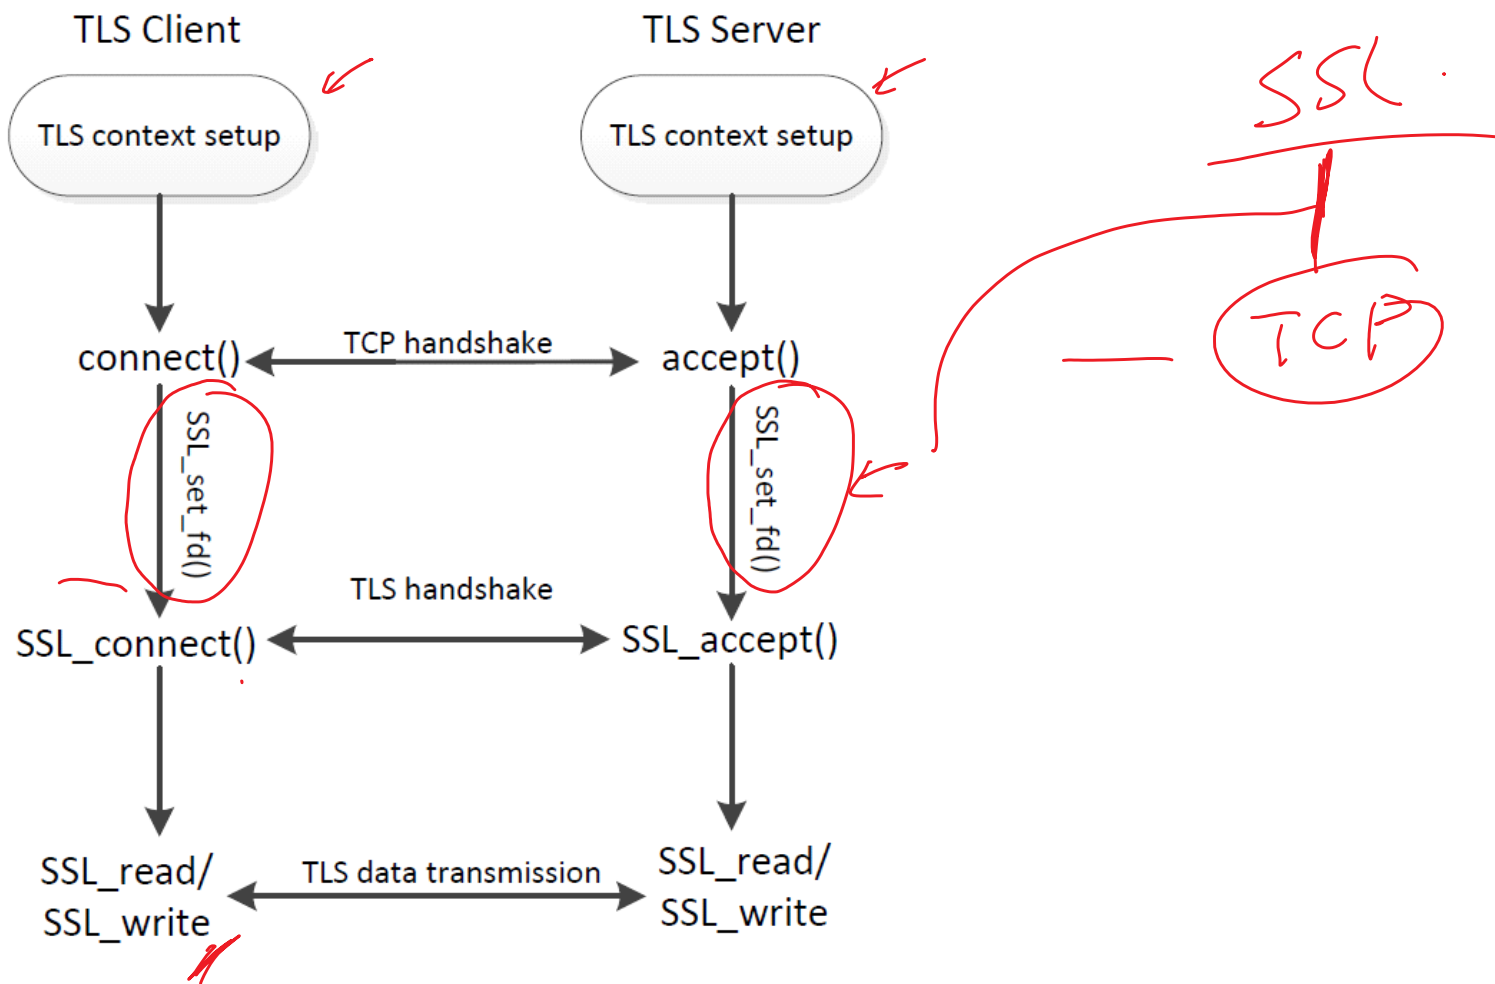 TLS Client
TLS Server
SSL
TLS context setup
TLS context setup
TCP
connect()
TCP handshake
accept()
SSL_set_fd()
SSL_set_fd()
TLS handshake
SSL_connect()
SSL_accept()
SSL_read/
SSL_write
TLS data transmission
SSL_read/
SSL_write